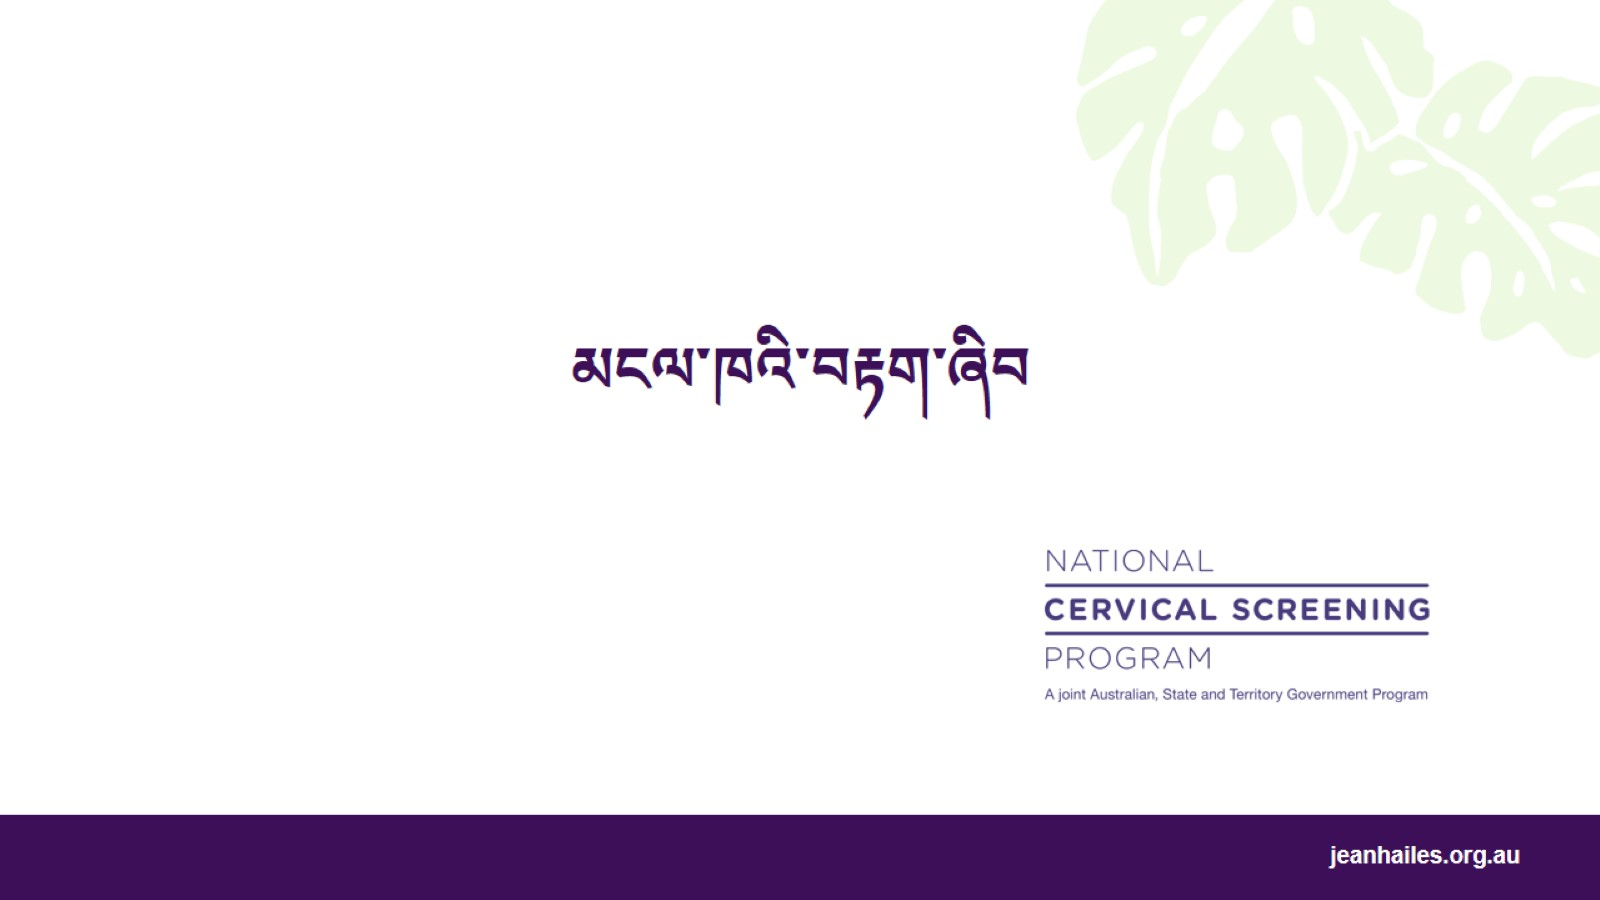 མངལ་ཁའི་བརྟག་ཞིབ
NATIONAL
CERVICAL SCREENING
PROGRAM
A joint Australian, State and Territory Government Program
jeanhailes.org.au